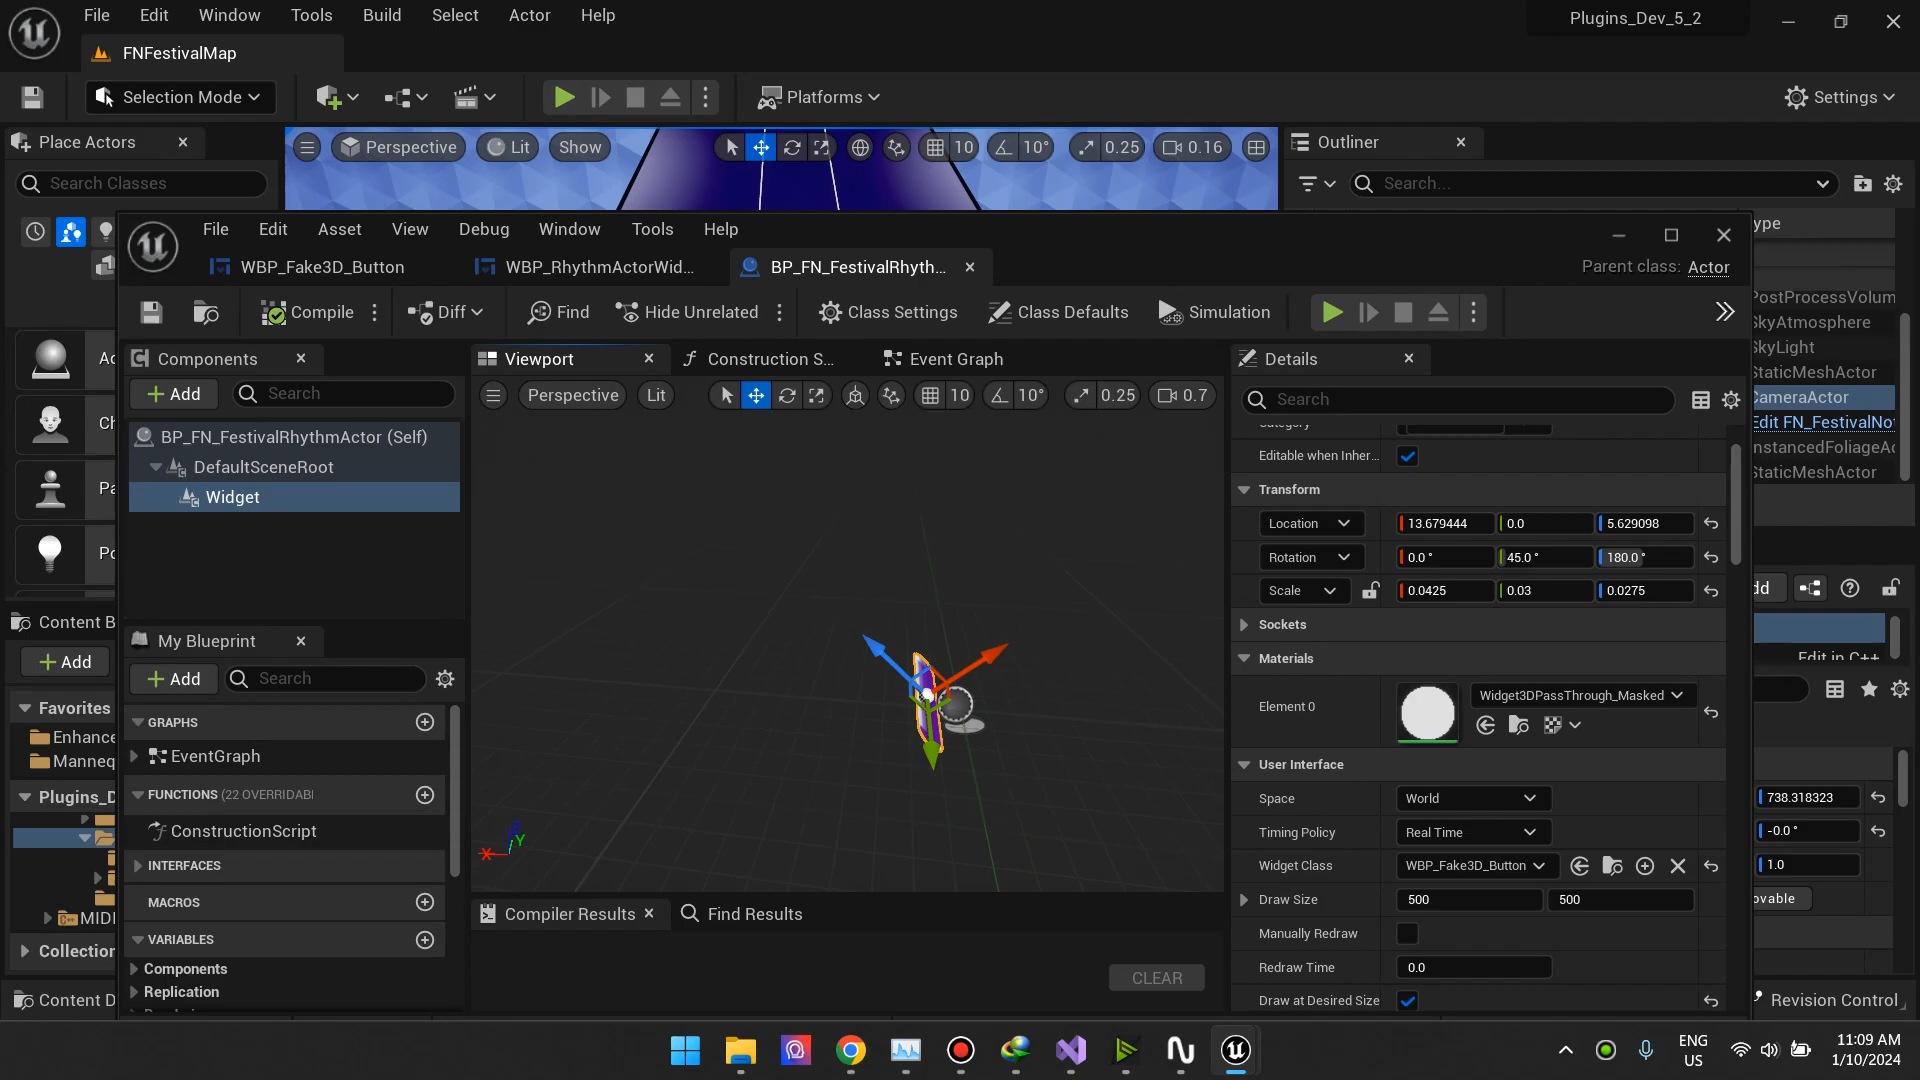 File Edit Window Tools Build Select Actor Help
Plugins_Dev_5_2
FNFestivalMap
Selection Mode
Platforms
Settings
Place Actors
Search Classes
Perspective Lit Show
10 10° 0.25 0.16
Outliner
Search...
File Edit Asset View Debug Window Tools Help
WBP_Fake3D_Button
WBP_RhythmActorWid...
BP_FN_FestivalRhyth...
Parent class: Actor
Compile
Diff
Find
Hide Unrelated
Class Settings
Class Defaults
Simulation
Components
Add
Search
BP_FN_FestivalRhythmActor (Self)
DefaultSceneRoot
Widget
My Blueprint
Add
Search
GRAPHS
EventGraph
FUNCTIONS (22 OVERRIDABL
ConstructionScript
INTERFACES
MACROS
VARIABLES
Components
Replication
Viewport
Construction S...
Event Graph
Perspective Lit
10 10° 0.25 0.7
Z
Y
X
Compiler Results
Find Results
CLEAR
Details
Search
Category
Editable when Inher...
Transform
Location 13.679444 0.0 5.629098
Rotation 0.0 ° 45.0 ° 180.0 °
Scale 0.0425 0.03 0.0275
Sockets
Materials
Element 0
Widget3DPassThrough_Masked
User Interface
Space World
Timing Policy Real Time
Widget Class WBP_Fake3D_Button
Draw Size 500 500
Manually Redraw
Redraw Time 0.0
Draw at Desired Size
ype
PostProcessVolum
SkyAtmosphere
SkyLight
StaticMeshActor
CameraActor
Edit FN_FestivalNot
InstancedFoliageAc
StaticMeshActor
dd
Edit in C++
738.318323
-0.0 °
1.0
ovable
Revision Control
Content B
Add
Favorites
Enhance
Mannequ
Plugins_D
MIDI
Collection
Content D
ENG
US
11:09 AM
1/10/2024